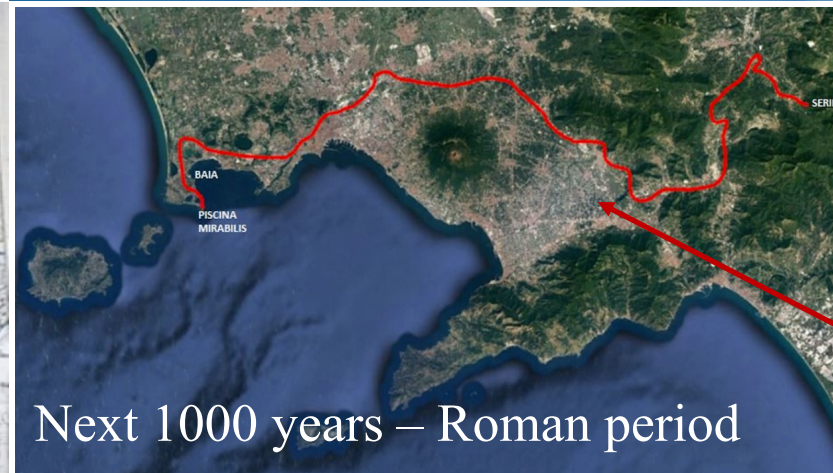 SERI
BAIA
PISCINA
MIRABILIS
Next 1000 years – Roman period